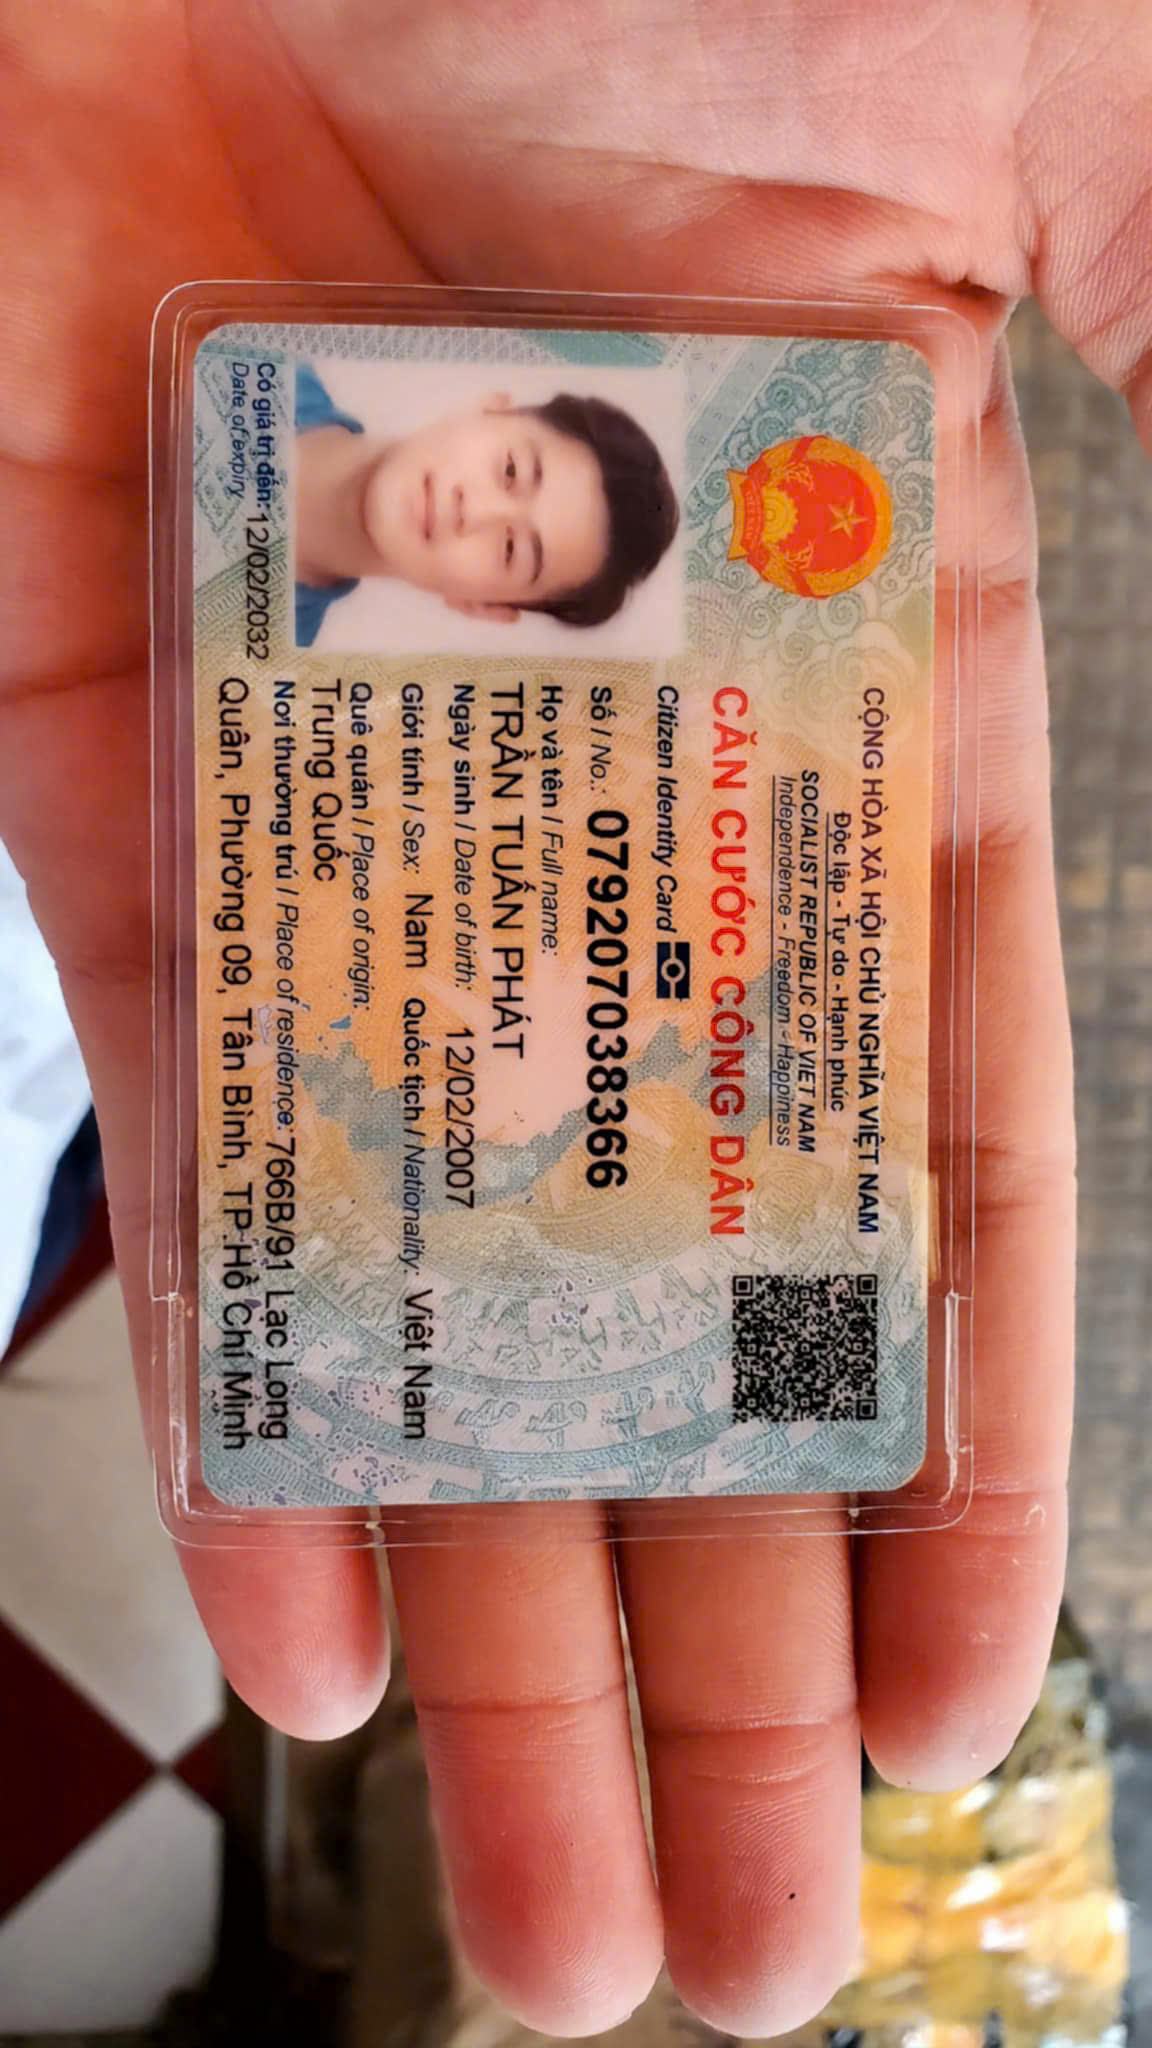 CỘNG HÒA XÃ HỘI CHỦ NGHĨA VIỆT NAM
Độc lập - Tự do - Hạnh phúc
SOCIALIST REPUBLIC OF VIET NAM
Independence - Freedom - Happiness
CĂN CƯỚC CÔNG DÂN
Citizen Identity Card
Số / No.: 079207038366
Họ và tên / Full name:
TRẦN TUẤN PHÁT
Ngày sinh / Date of birth: 12/02/2007
Giới tính / Sex: Nam Quốc tịch / Nationality: Việt Nam
Quê quán / Place of origin:
Trung Quốc
Nơi thường trú / Place of residence: 766B/91 Lạc Long
Quân, Phường 09, Tân Bình, TP.Hồ Chí Minh
Có giá trị đến: 12/02/2032
Date of expiry